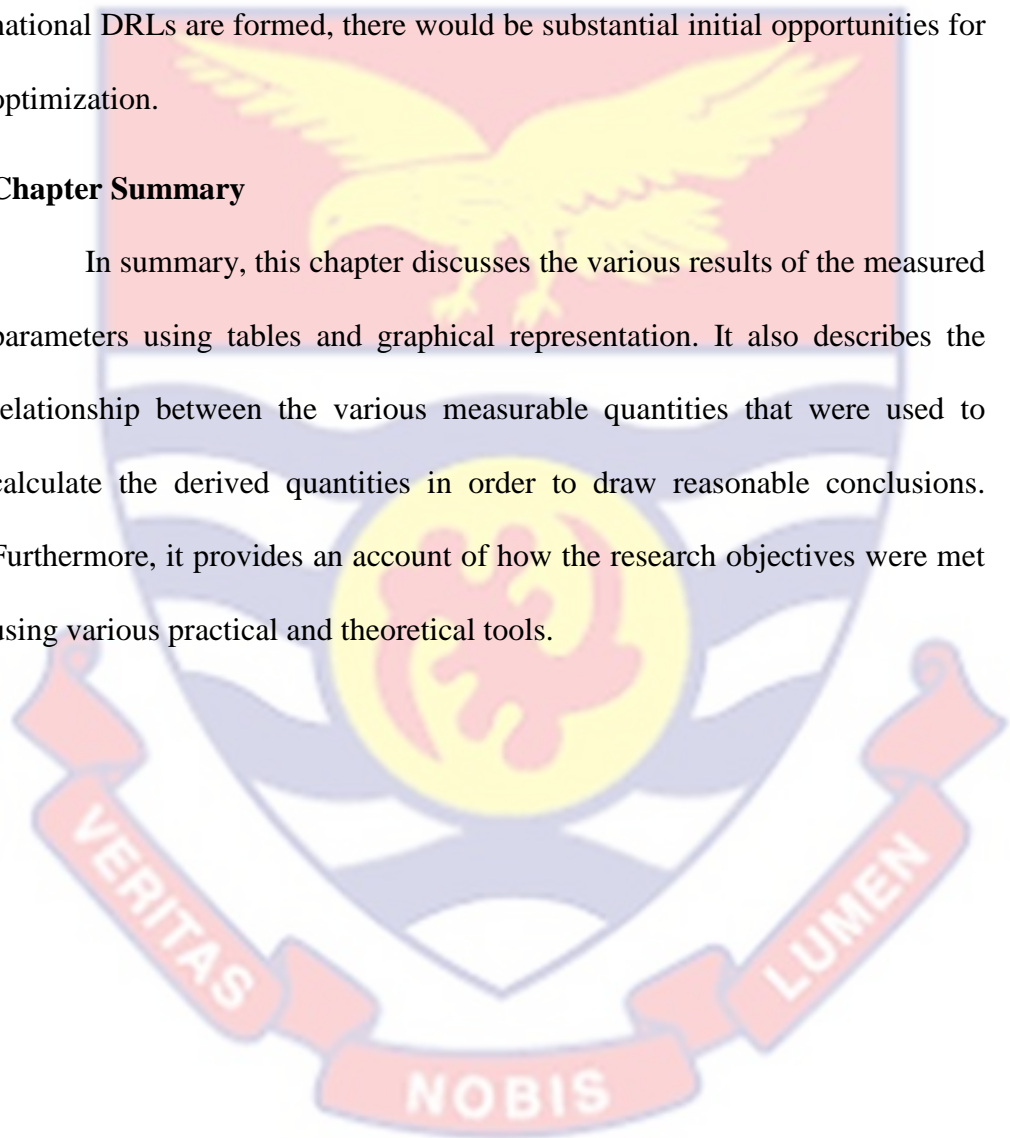 national DRLs are formed, there would be substantial initial opportunities for
optimization.
Chapter Summary
In summary, this chapter discusses the various results of the measured
parameters using tables and graphical representation. It also describes the
relationship between the various measurable quantities that were used to
calculate the derived quantities in order to draw reasonable conclusions.
Furthermore, it provides an account of how the research objectives were met
using various practical and theoretical tools.
VERITAS
NOBIS
LUMEN